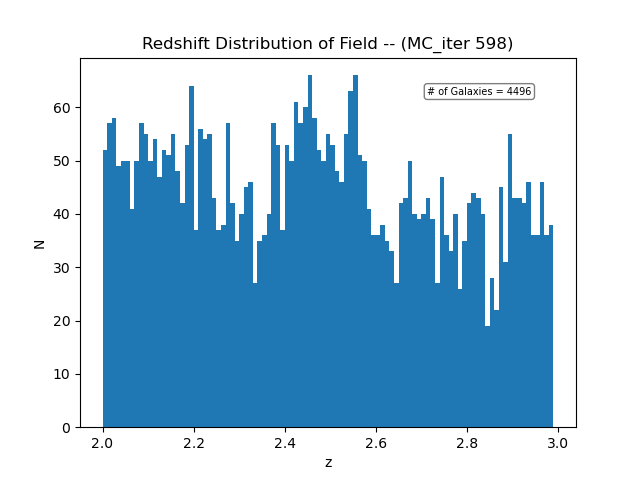 Redshift Distribution of Field -- (MC_iter 598)
# of Galaxies = 4496
60
50
40
30
20
10
0
N
2.0 2.2 2.4 2.6 2.8 3.0
z